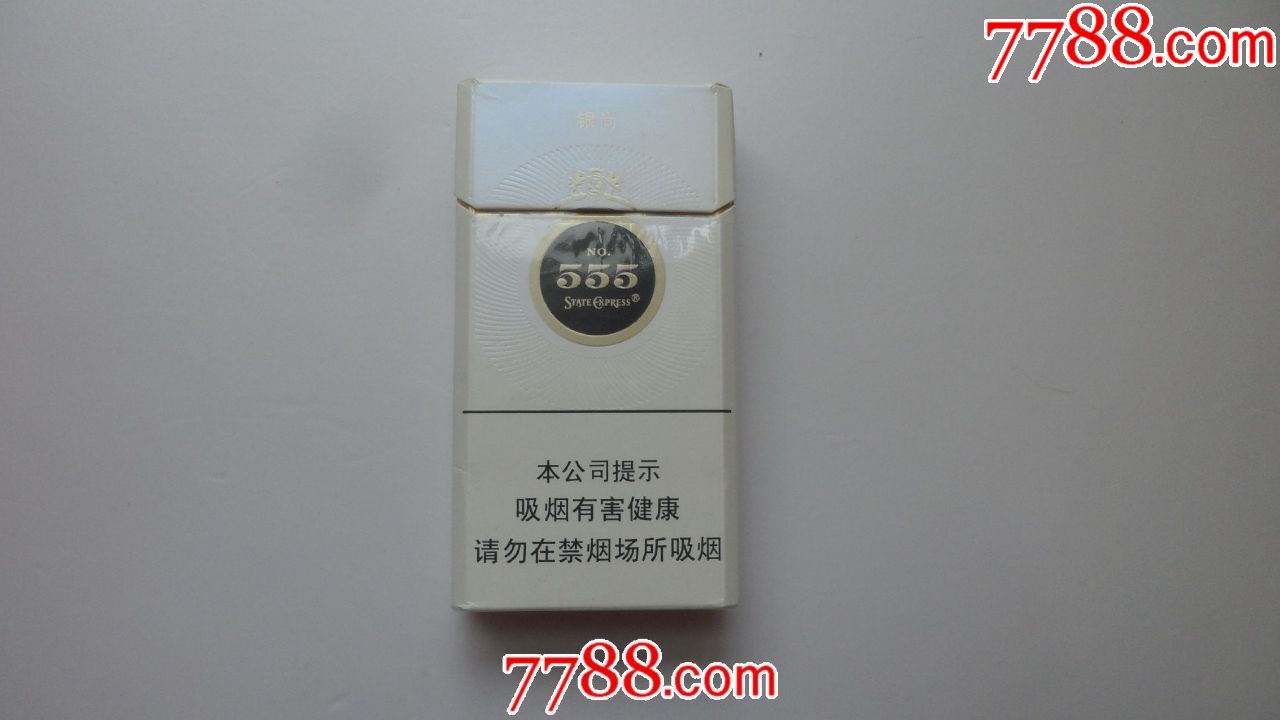 7788.com
银尚
NO.
555
STATE EXPRESS®
本公司提示
吸烟有害健康
请勿在禁烟场所吸烟
7788.com